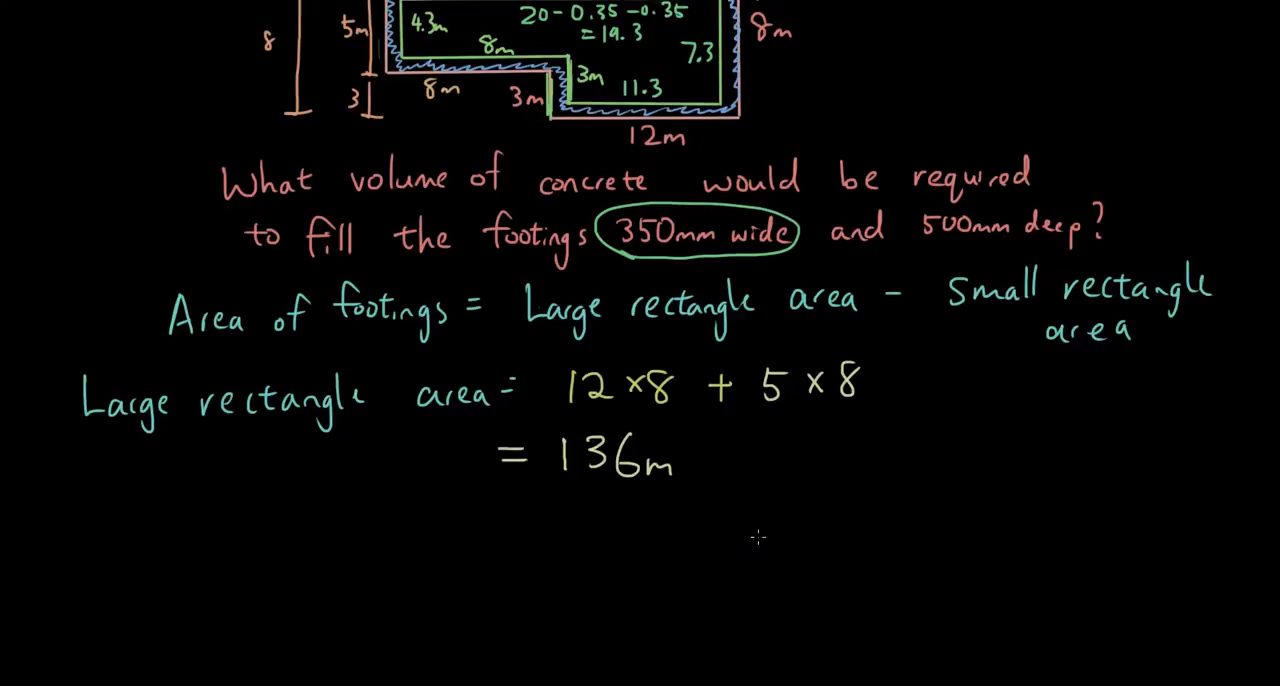 20 - 0.35 - 0.35
= 19.3
8
5m
4.3m
8m
7.3
8m
3
8m
3m
3m
11.3
12m
What volume of concrete would be required
to fill the footings 350mm wide and 500mm deep?
Area of footings = Large rectangle area - Small rectangle
area
Large rectangle area = 12 × 8 + 5 × 8
= 136m